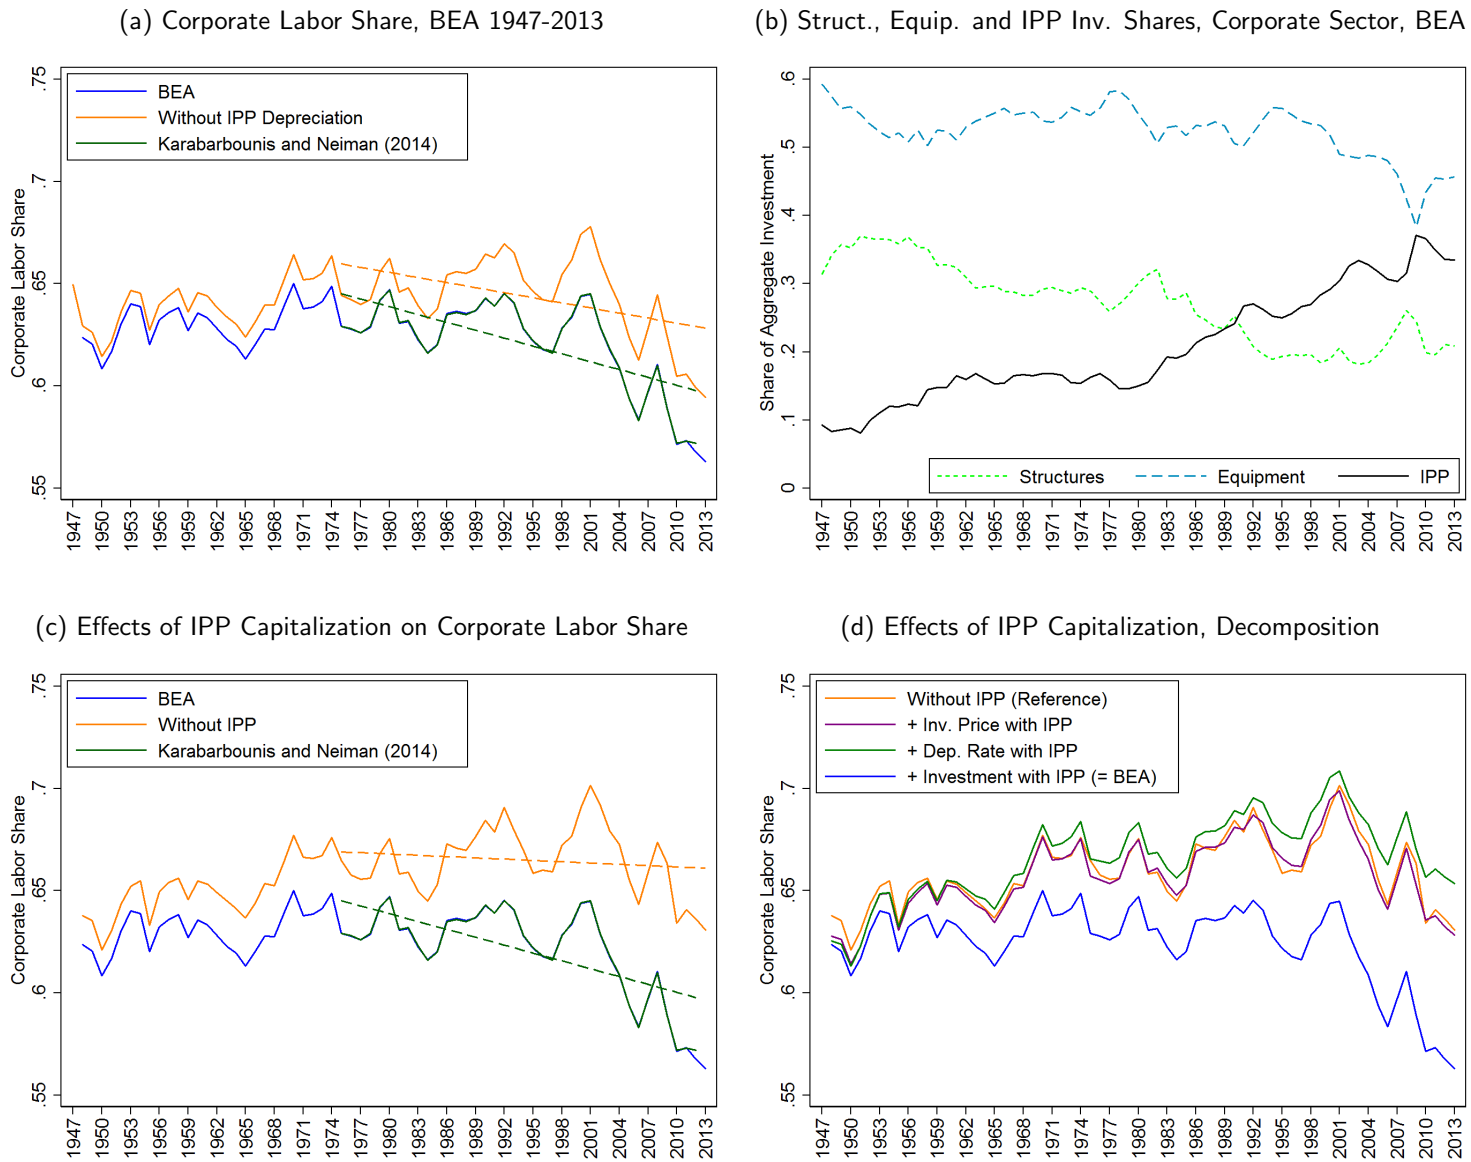 (a) Corporate Labor Share, BEA 1947-2013
BEA
Without IPP Depreciation
Karabarbounis and Neiman (2014)
Corporate Labor Share
.75
.7
.65
.6
.55
1947 1950 1953 1956 1959 1962 1965 1968 1971 1974 1977 1980 1983 1986 1989 1992 1995 1998 2001 2004 2007 2010 2013
(b) Struct., Equip. and IPP Inv. Shares, Corporate Sector, BEA
Share of Aggregate Investment
.6
.5
.4
.3
.2
.1
0
Structures Equipment IPP
1947 1950 1953 1956 1959 1962 1965 1968 1971 1974 1977 1980 1983 1986 1989 1992 1995 1998 2001 2004 2007 2010 2013
(c) Effects of IPP Capitalization on Corporate Labor Share
BEA
Without IPP
Karabarbounis and Neiman (2014)
Corporate Labor Share
.75
.7
.65
.6
.55
1947 1950 1953 1956 1959 1962 1965 1968 1971 1974 1977 1980 1983 1986 1989 1992 1995 1998 2001 2004 2007 2010 2013
(d) Effects of IPP Capitalization, Decomposition
Without IPP (Reference)
+ Inv. Price with IPP
+ Dep. Rate with IPP
+ Investment with IPP (= BEA)
Corporate Labor Share
.75
.7
.65
.6
.55
1947 1950 1953 1956 1959 1962 1965 1968 1971 1974 1977 1980 1983 1986 1989 1992 1995 1998 2001 2004 2007 2010 2013